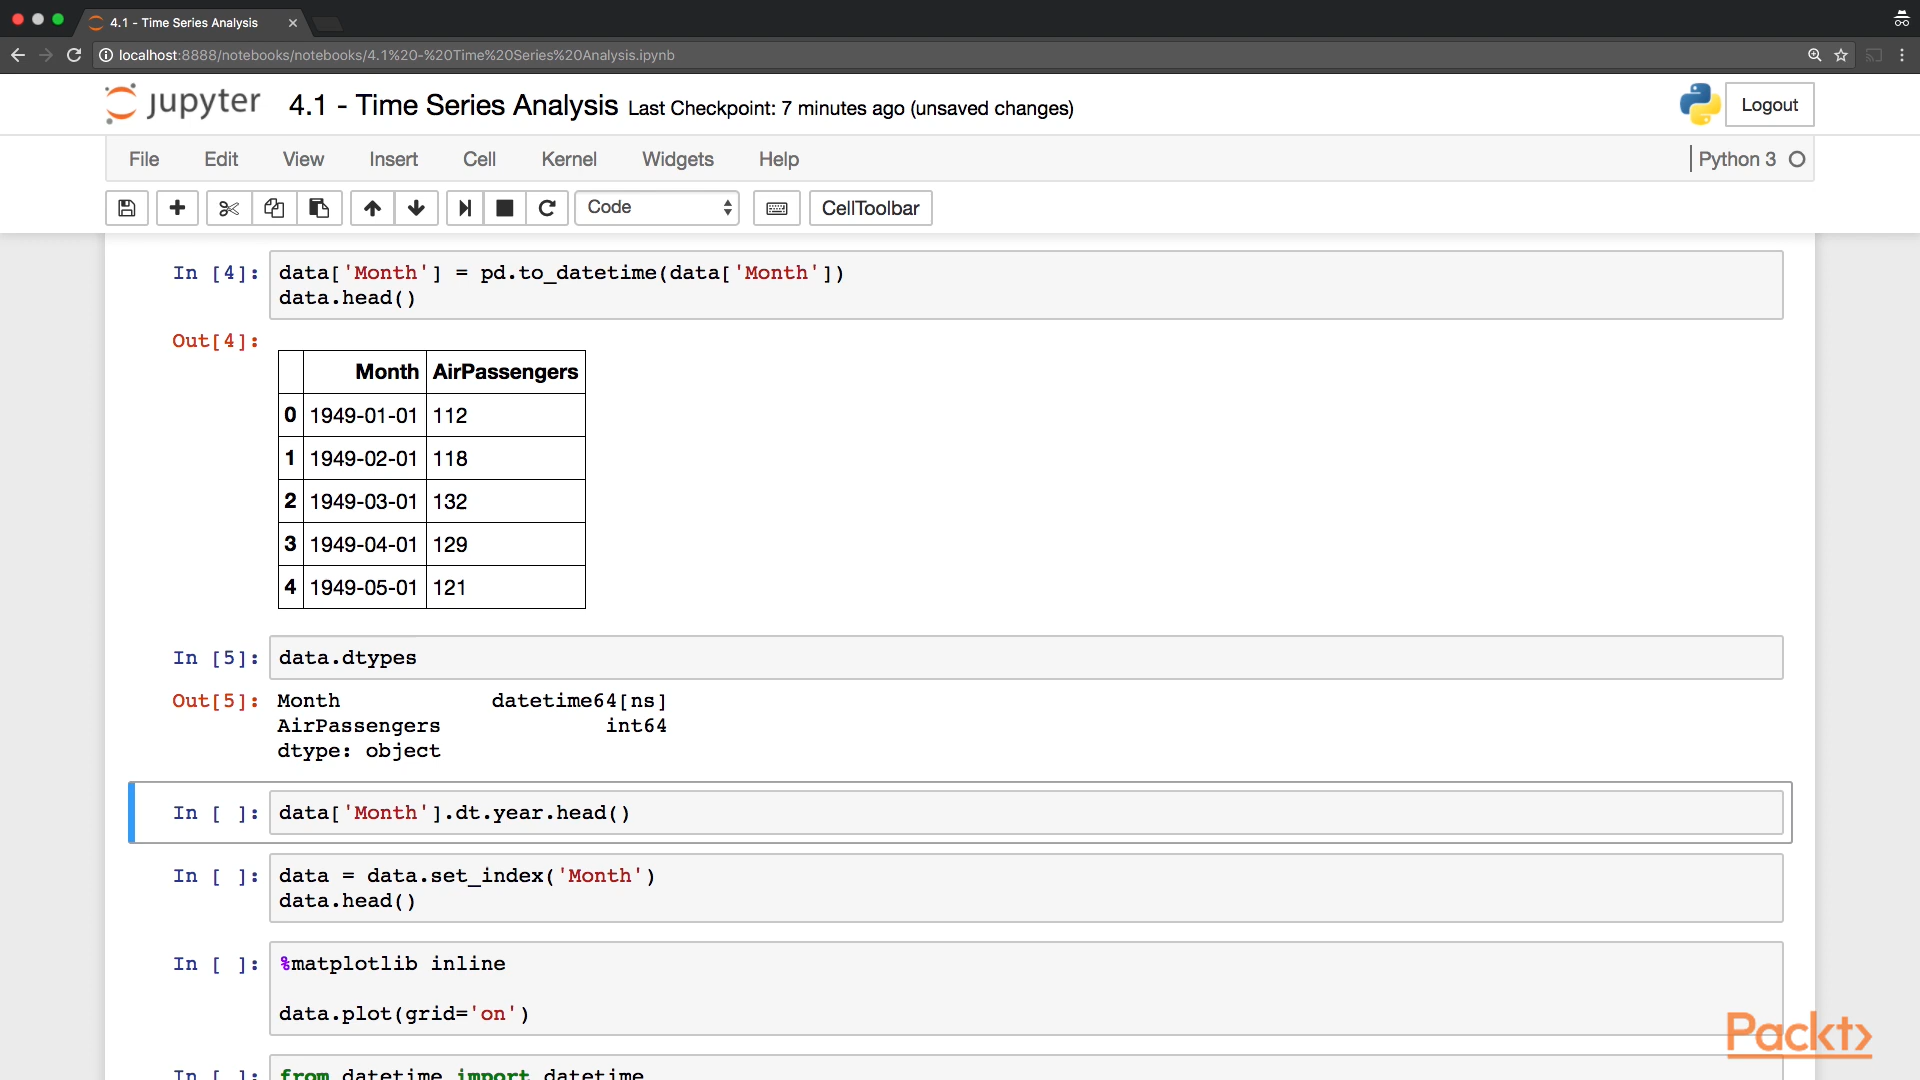 4.1 - Time Series Analysis
localhost:8888/notebooks/notebooks/4.1%20-%20Time%20Series%20Analysis.ipynb
jupyter 4.1 - Time Series Analysis Last Checkpoint: 7 minutes ago (unsaved changes) Logout
File Edit View Insert Cell Kernel Widgets Help Python 3
Code CellToolbar
In [4]: data['Month'] = pd.to_datetime(data['Month'])
data.head()
Out[4]:
Month AirPassengers
0 1949-01-01 112
1 1949-02-01 118
2 1949-03-01 132
3 1949-04-01 129
4 1949-05-01 121
In [5]: data.dtypes
Out[5]: Month datetime64[ns]
AirPassengers int64
dtype: object
In [ ]: data['Month'].dt.year.head()
In [ ]: data = data.set_index('Month')
data.head()
In [ ]: %matplotlib inline
data.plot(grid='on')
Packt>
In [ ]: from datetime import datetime